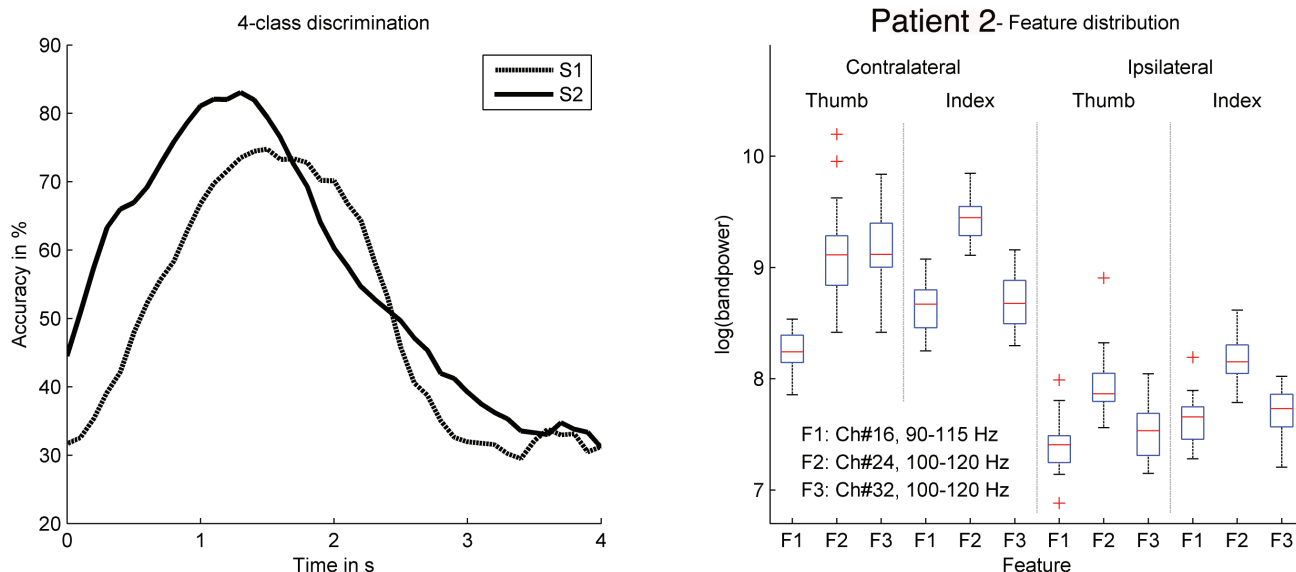 4-class discrimination
90
80
70
60
50
40
30
20
Accuracy in %
S1
S2
0 1 2 3 4
Time in s
Patient 2- Feature distribution
Contralateral Ipsilateral
Thumb Index Thumb Index
10
9
8
7
log(bandpower)
F1: Ch#16, 90-115 Hz
F2: Ch#24, 100-120 Hz
F3: Ch#32, 100-120 Hz
F1 F2 F3 F1 F2 F3 F1 F2 F3 F1 F2 F3
Feature